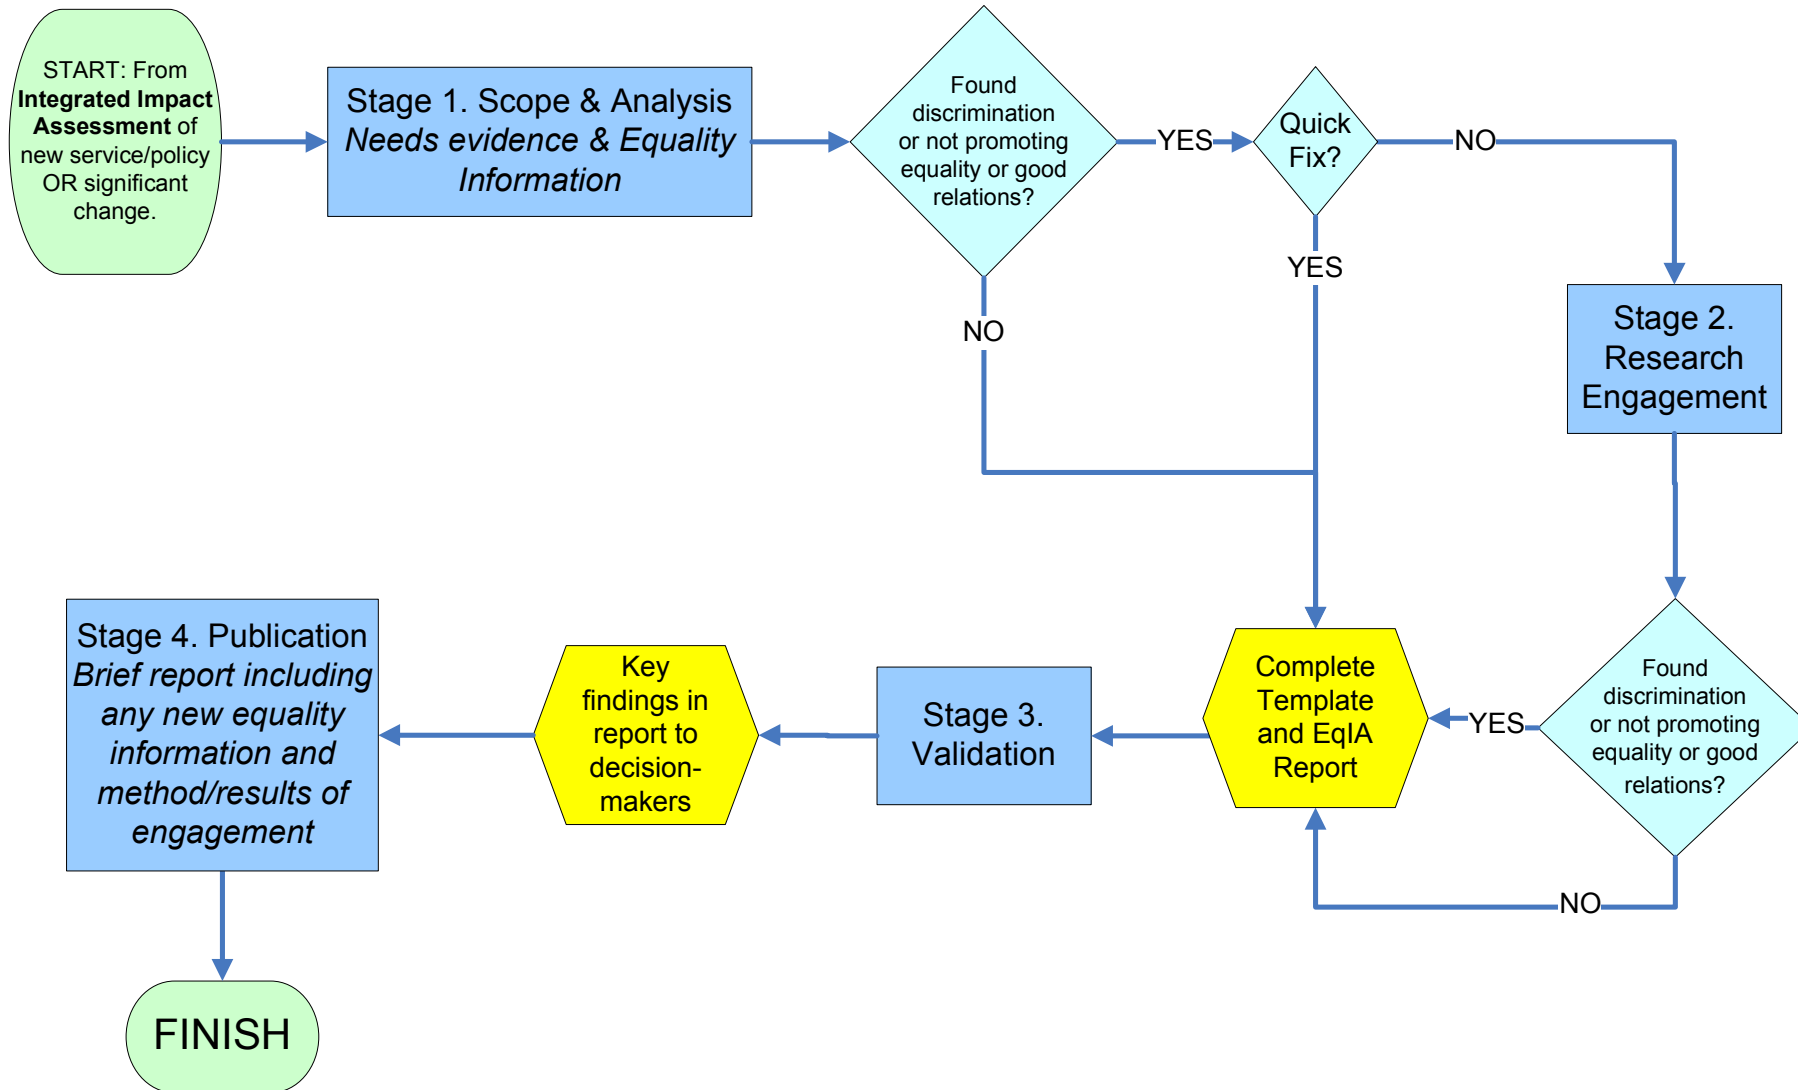 START: From
Integrated Impact
Assessment of
new service/policy
OR significant
change.
Stage 1. Scope & Analysis
Needs evidence & Equality
Information
Found
discrimination
or not promoting
equality or good
relations?
YES
Quick
Fix?
NO
YES
NO
Stage 2.
Research
Engagement
Found
discrimination
or not promoting
equality or good
relations?
YES
NO
Complete
Template
and EqIA
Report
Stage 3.
Validation
Key
findings in
report to
decision-
makers
Stage 4. Publication
Brief report including
any new equality
information and
method/results of
engagement
FINISH